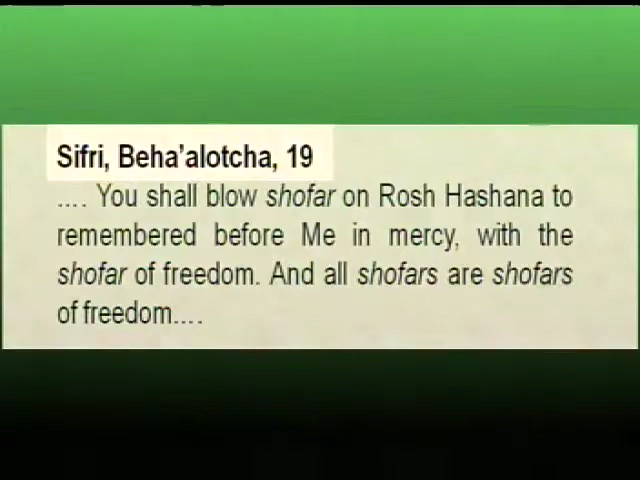 Sifri, Beha'alotcha, 19
.... You shall blow shofar on Rosh Hashana to
remembered before Me in mercy, with the
shofar of freedom. And all shofars are shofars
of freedom....